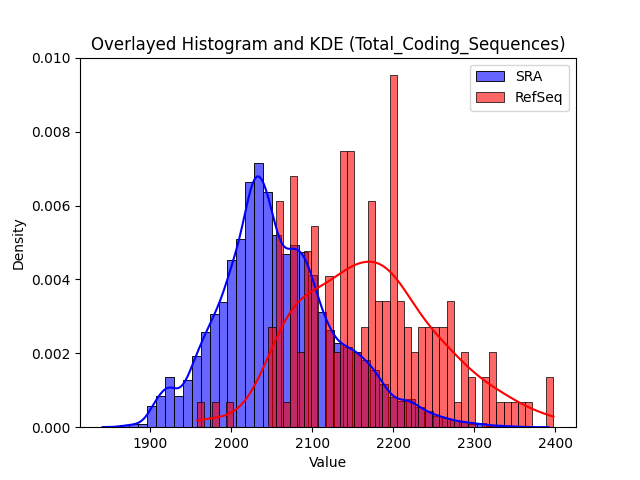 Overlayed Histogram and KDE (Total_Coding_Sequences)
SRA
RefSeq
0.010
0.008
0.006
0.004
0.002
0.000
Density
1900 2000 2100 2200 2300 2400
Value